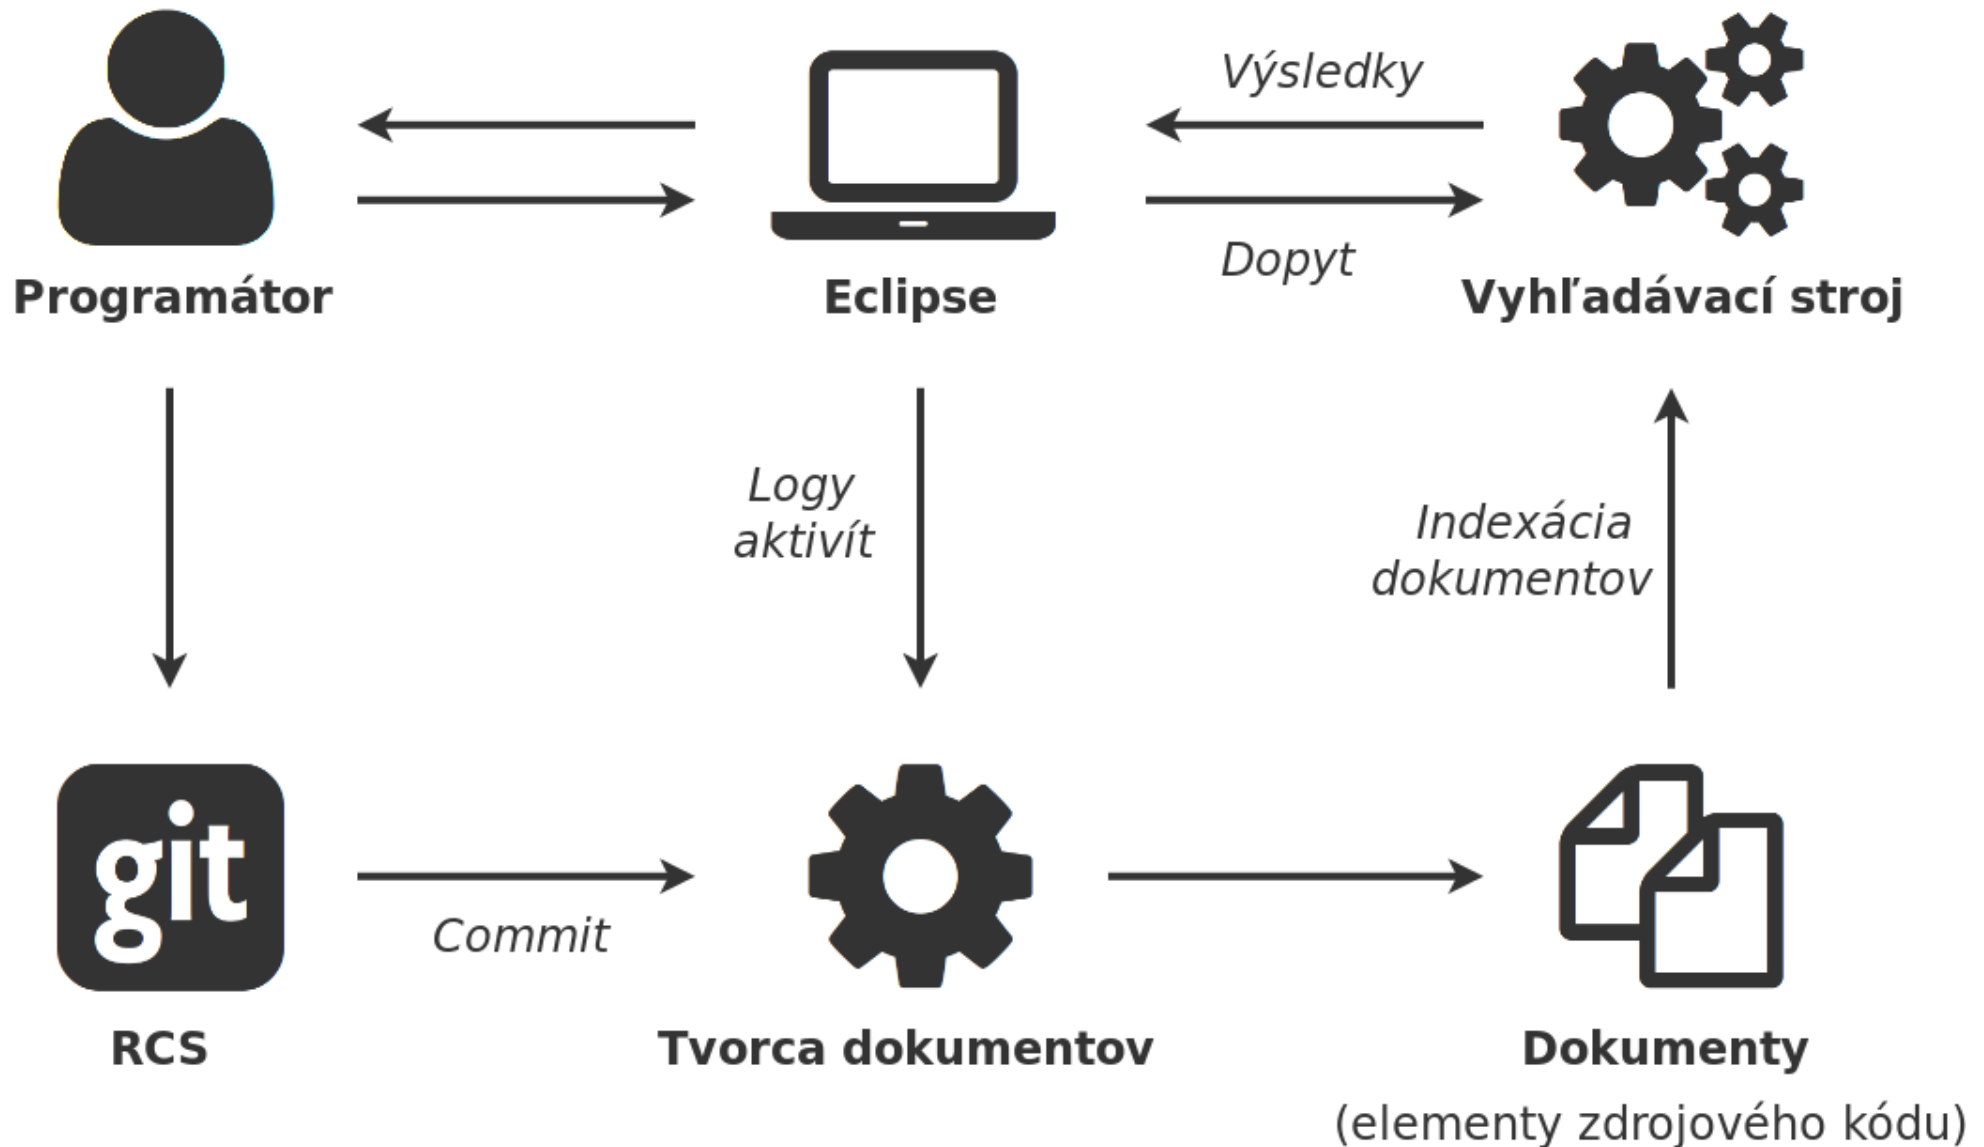 Výsledky
Dopyt
Programátor
Eclipse
Vyhľadávací stroj
Logy
aktivít
Indexácia
dokumentov
git
Commit
RCS
Tvorca dokumentov
Dokumenty
(elementy zdrojového kódu)